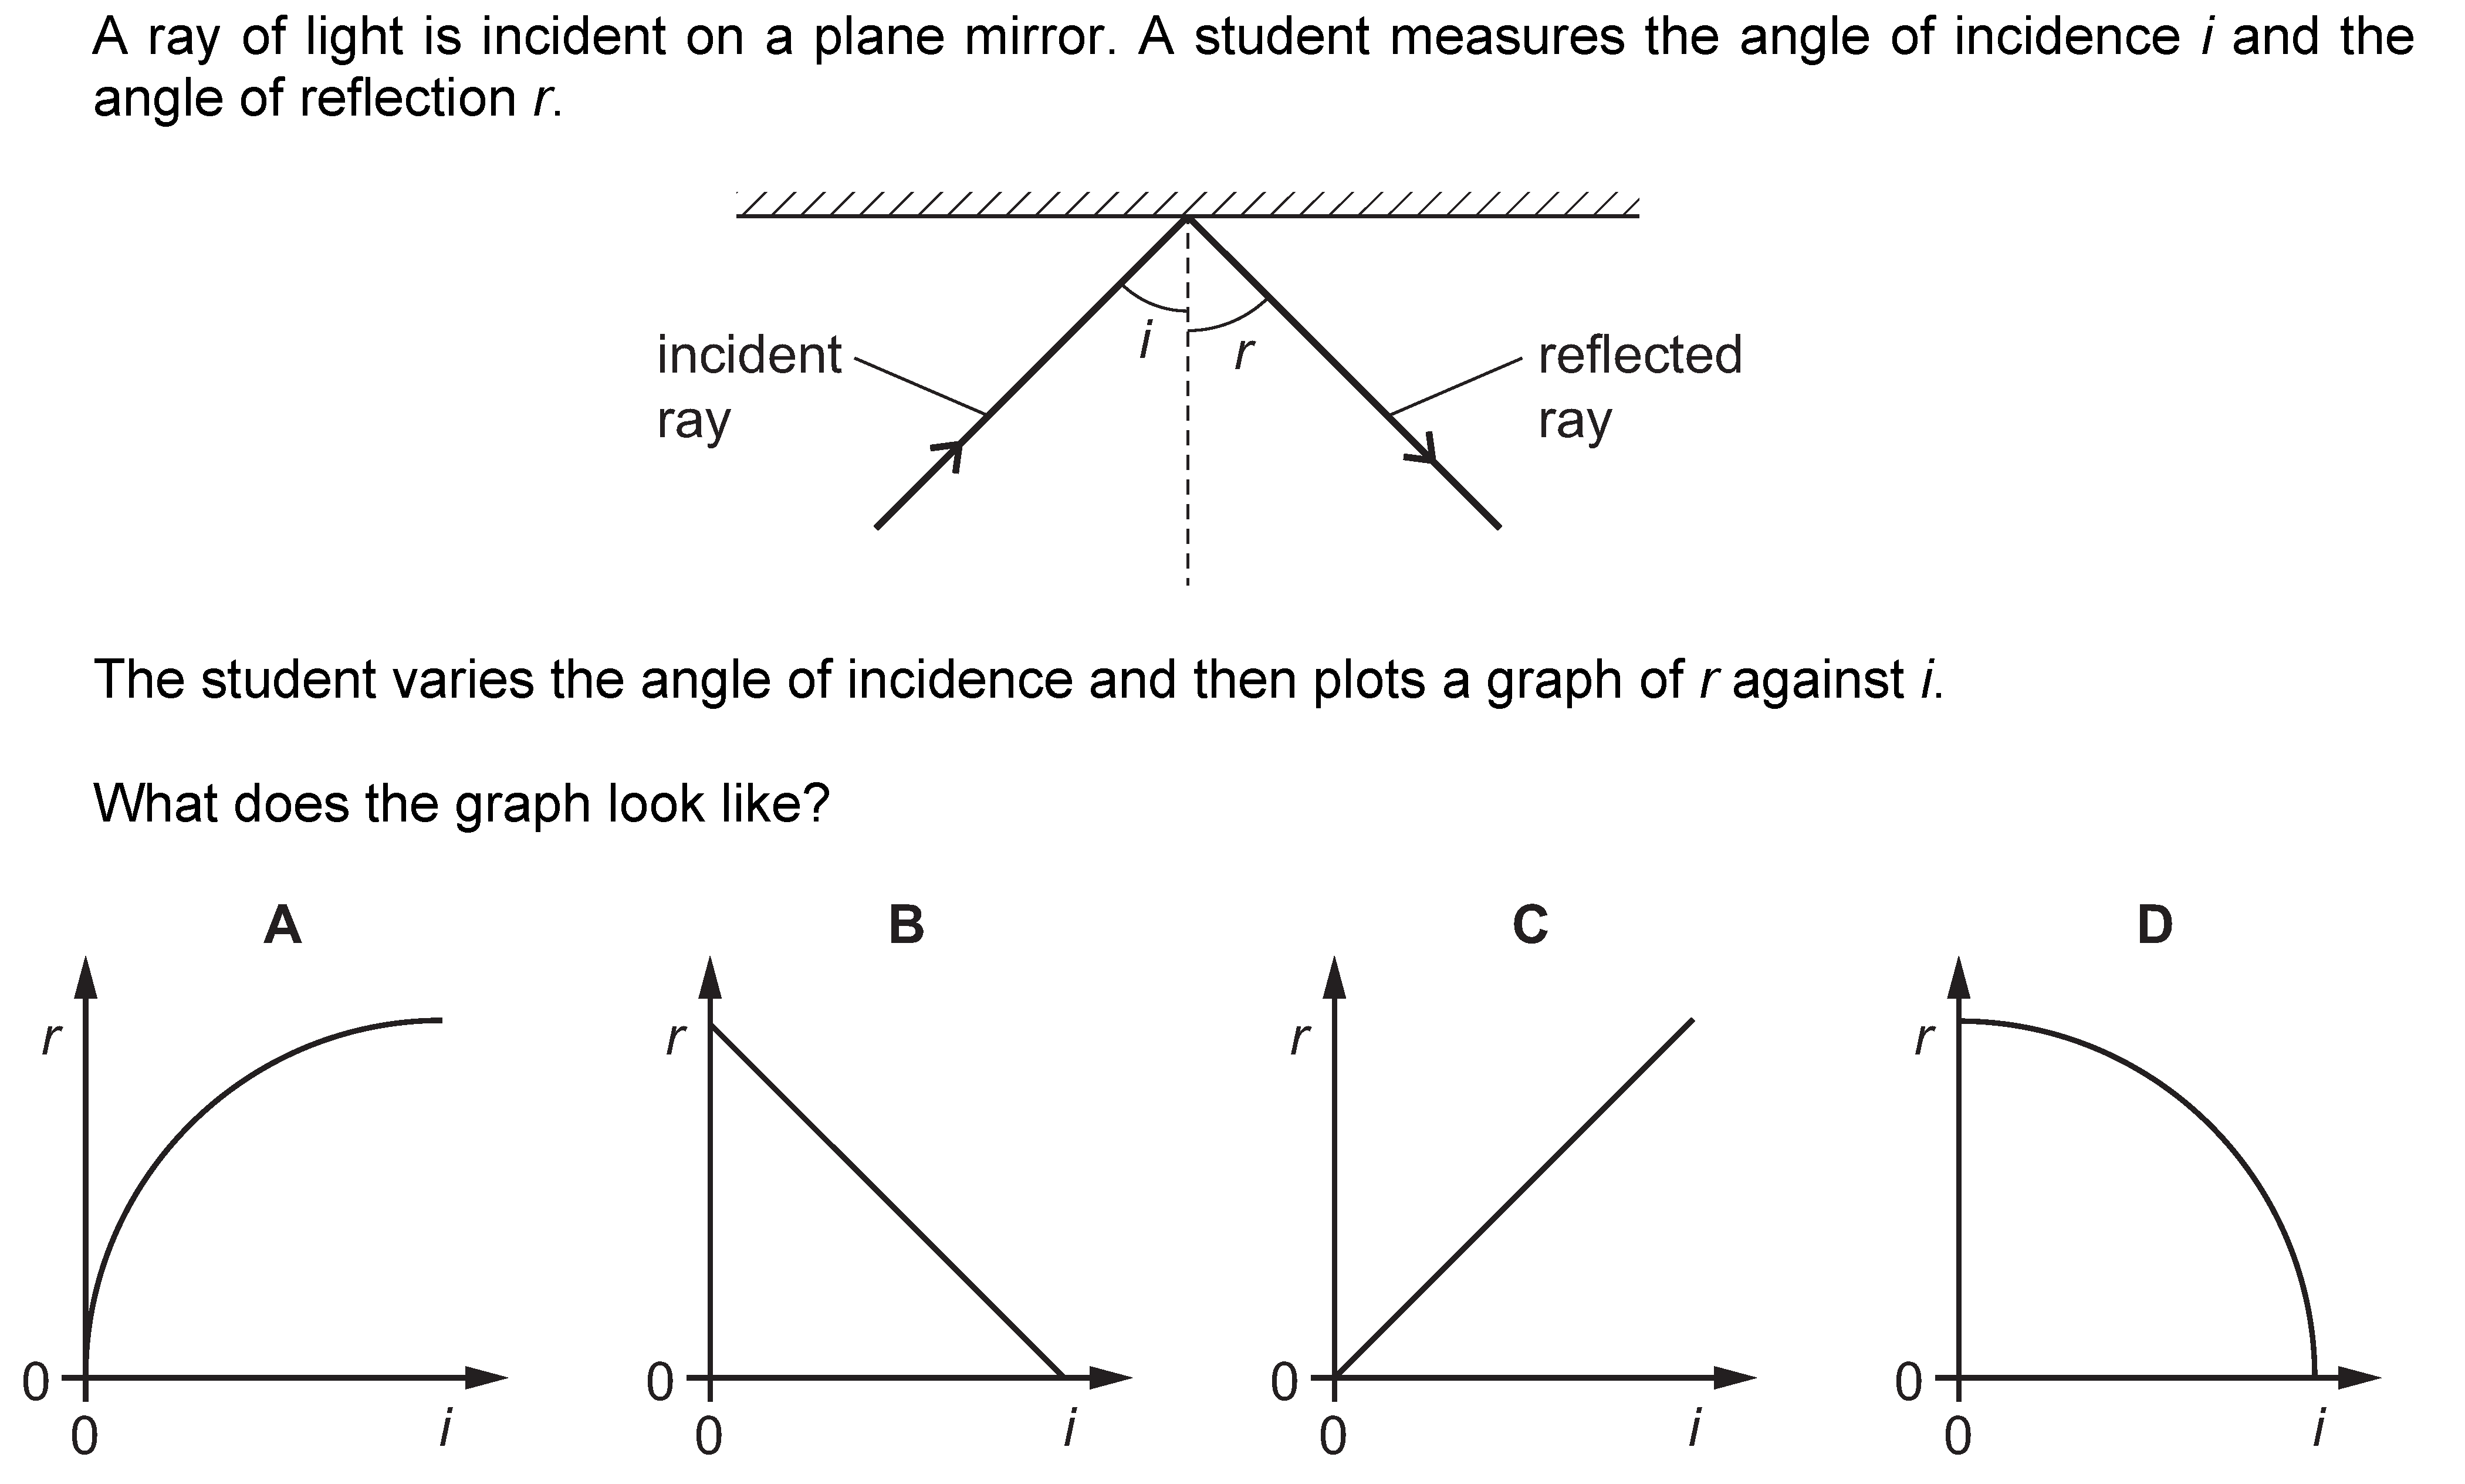 A ray of light is incident on a plane mirror. A student measures the angle of incidence i and the
angle of reflection r.
i
r
incident
ray
reflected
ray
The student varies the angle of incidence and then plots a graph of r against i.
What does the graph look like?
A
B
C
D
r
r
r
r
0
0
0
0
0
i
0
i
0
i
0
i